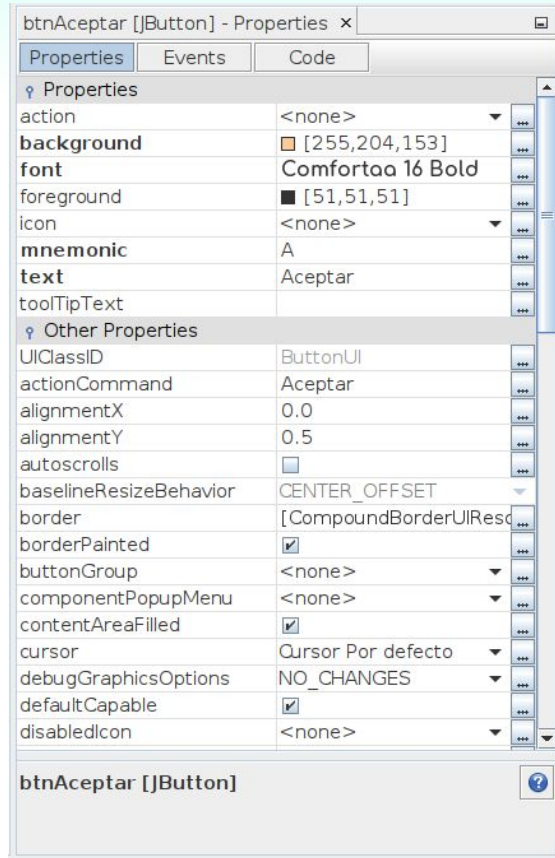 btnAceptar [JButton] - Properties ×
Properties Events Code
Properties
action <none> ...
background [255,204,153] ...
font Comfortaa 16 Bold ...
foreground [51,51,51] ...
icon <none> ...
mnemonic A ...
text Aceptar ...
toolTipText ...
Other Properties
UIClassID ButtonUI ...
actionCommand Aceptar ...
alignmentX 0.0 ...
alignmentY 0.5 ...
autoscrolls ...
baselineResizeBehavior CENTER_OFFSET
border [CompoundBorderUIResc ...
borderPainted ...
buttonGroup <none> ...
componentPopupMenu <none> ...
contentAreaFilled ...
cursor Cursor Por defecto ...
debugGraphicsOptions NO_CHANGES ...
defaultCapable ...
disabledIcon <none> ...
btnAceptar [JButton] ?